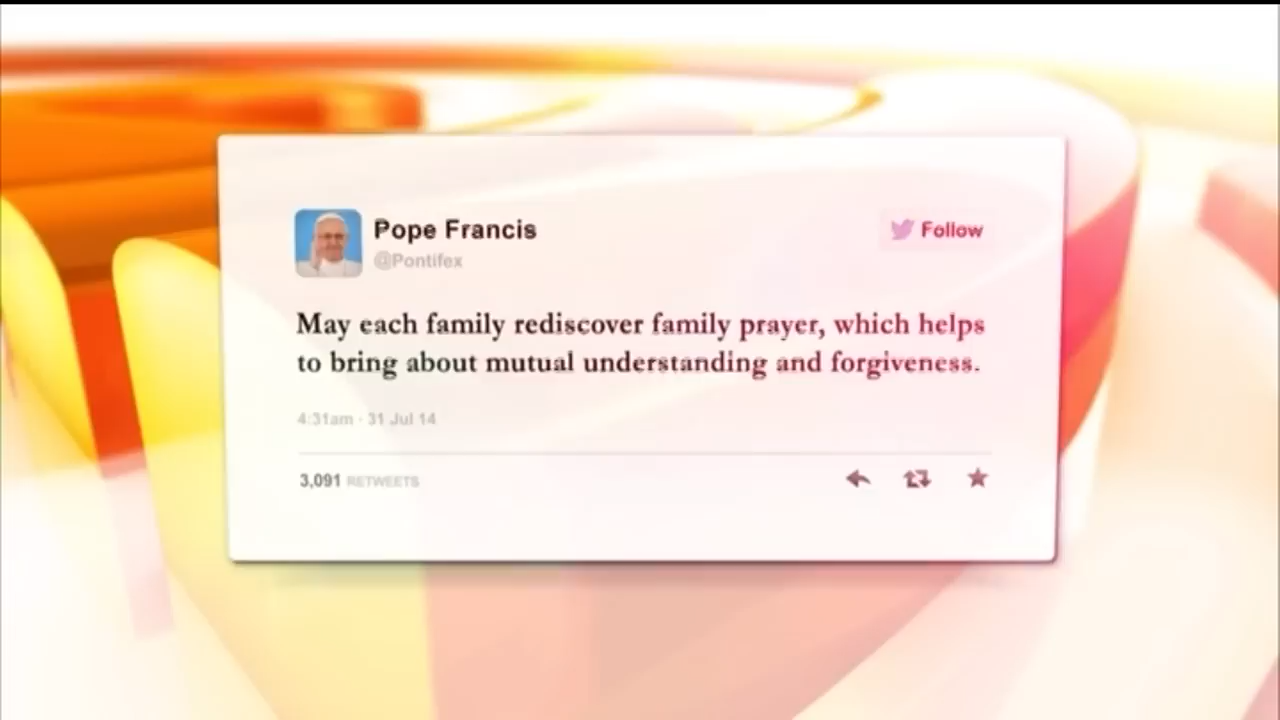 Pope Francis
@Pontifex
Follow
May each family rediscover family prayer, which helps
to bring about mutual understanding and forgiveness.
4:31am · 31 Jul 14
3,091 RETWEETS